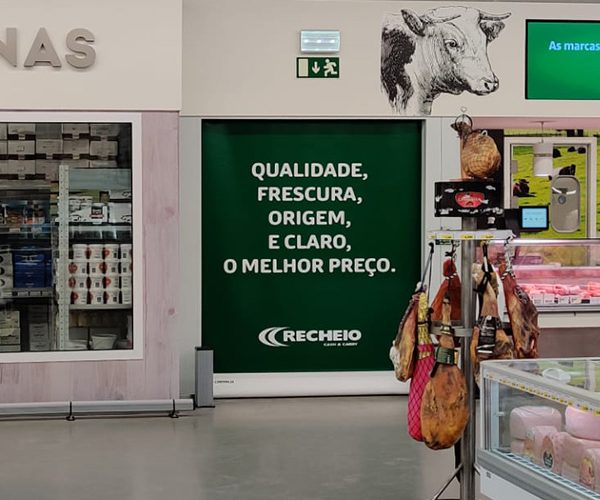 NAS
As marcas
QUALIDADE,
FRESCURA,
ORIGEM,
E CLARO,
O MELHOR PREÇO.
RECHEIO
CASH & CARRY